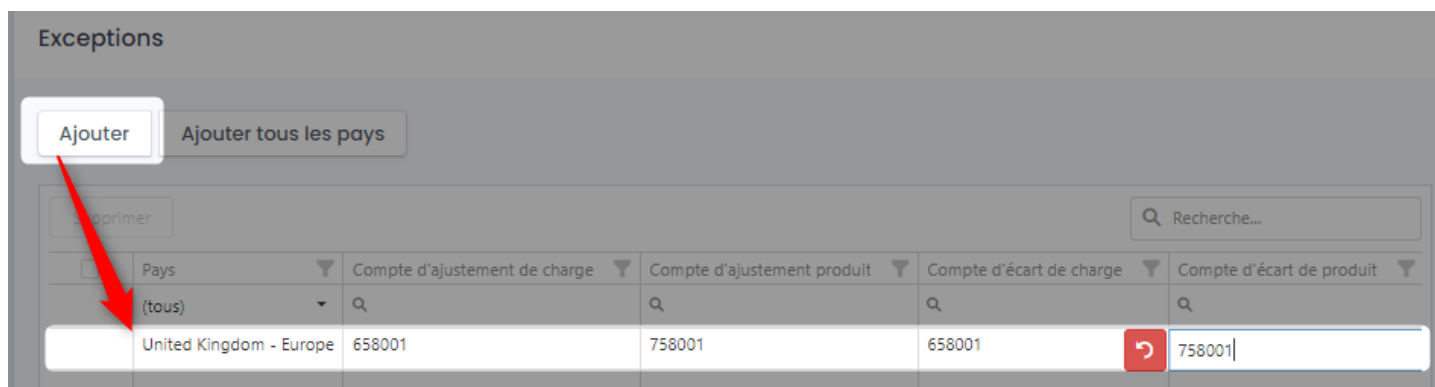 Exceptions
Ajouter Ajouter tous les pays
Supprimer Recherche...
Pays Compte d'ajustement de charge Compte d'ajustement produit Compte d'écart de charge Compte d'écart de produit
(tous)
United Kingdom - Europe 658001 758001 658001 758001